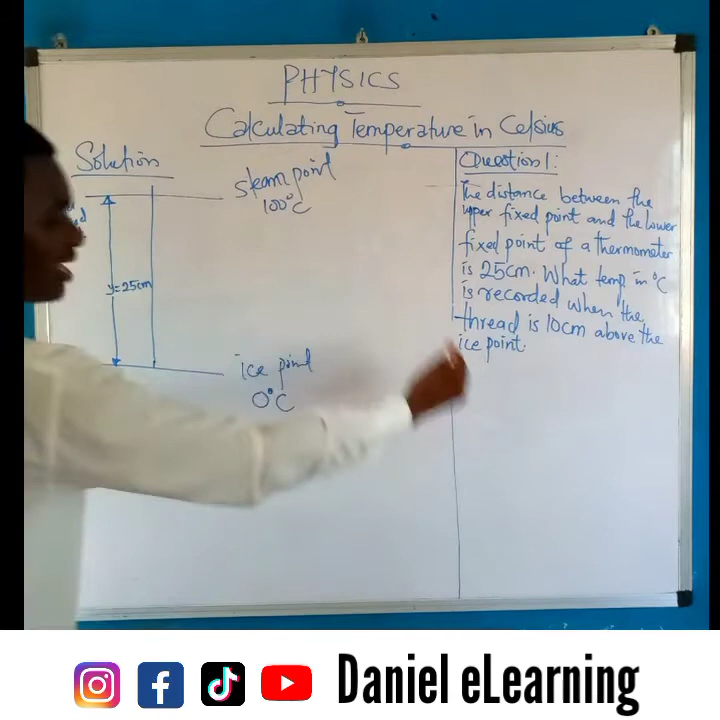 PHYSICS
Calculating Temperature in Celsius
Solution
steam point
100°C
y=25cm
ice point
0°C
Question 1:
The distance between the
upper fixed point and the lower
fixed point of a thermometer
is 25cm. What temp in °C
is recorded when the
thread is 10cm above the
ice point.
Daniel eLearning